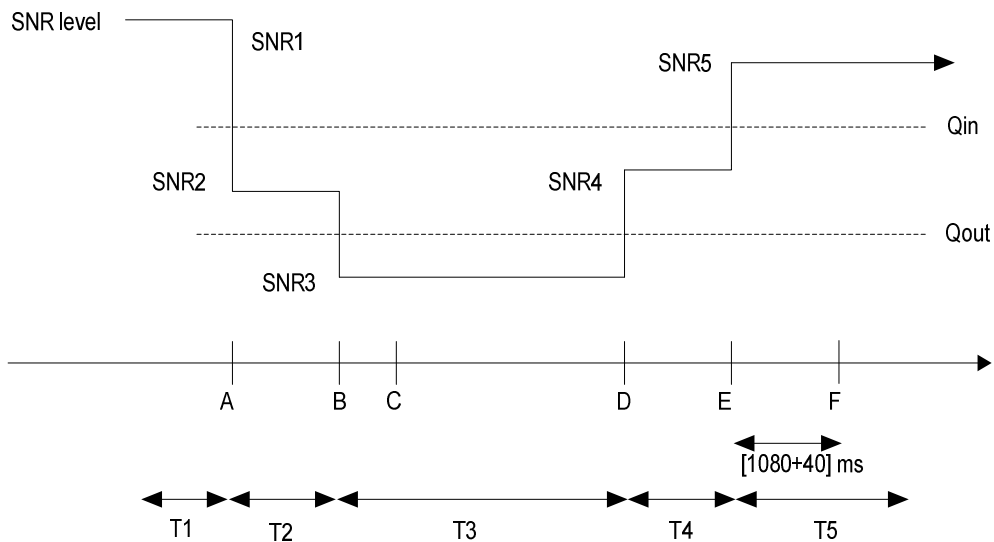 SNR level
SNR1
SNR5
Qin
SNR2
SNR4
Qout
SNR3
A B C D E F
[1080+40] ms
T1 T2 T3 T4 T5